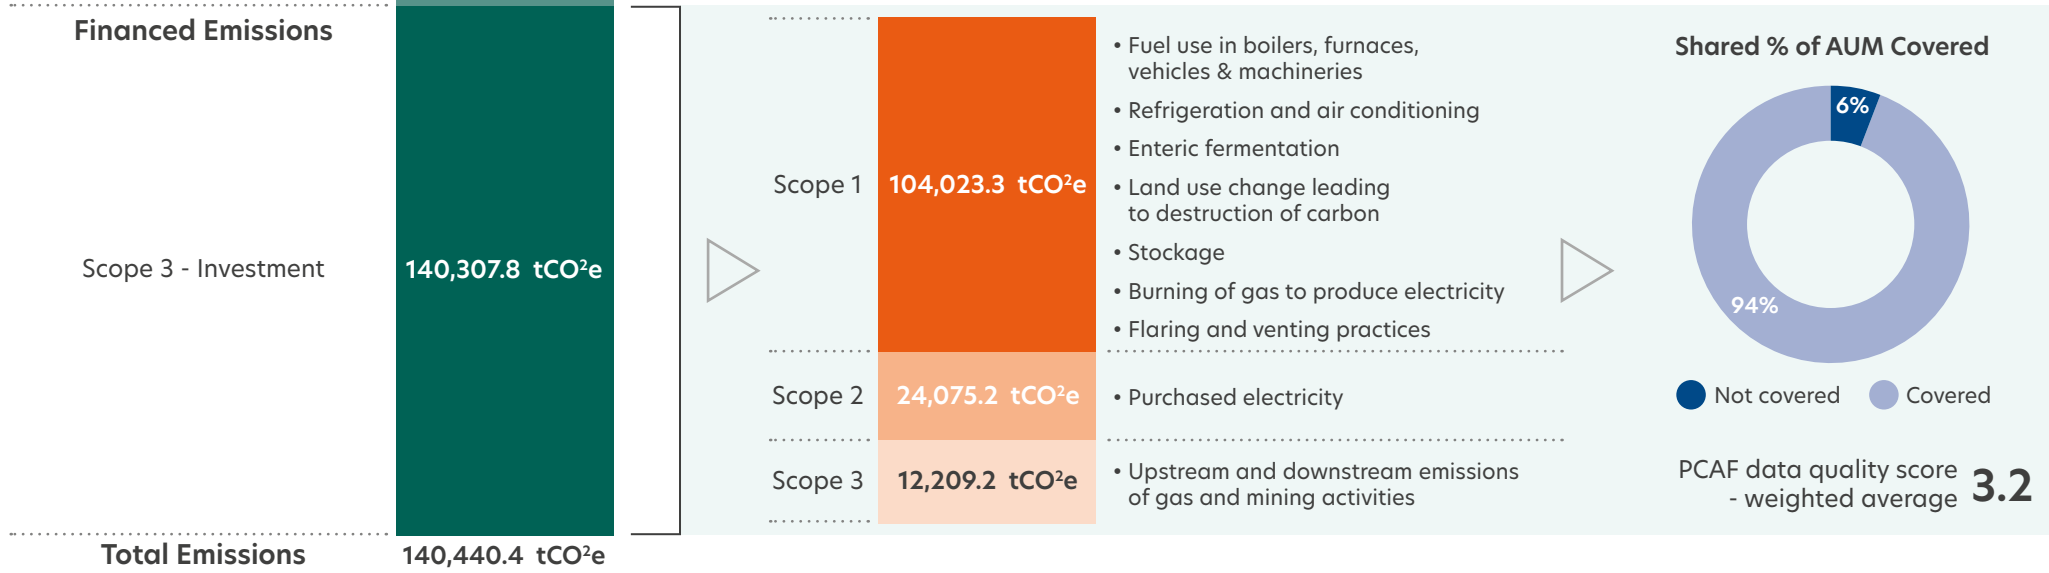 Financed Emissions
Scope 3 - Investment
140,307.8 tCO²e
Total Emissions
140,440.4 tCO²e
Scope 1
104,023.3 tCO²e
• Fuel use in boilers, furnaces,
vehicles & machineries
• Refrigeration and air conditioning
• Enteric fermentation
• Land use change leading
to destruction of carbon
• Stockage
• Burning of gas to produce electricity
• Flaring and venting practices
Scope 2
24,075.2 tCO²e
• Purchased electricity
Scope 3
12,209.2 tCO²e
• Upstream and downstream emissions
of gas and mining activities
Shared % of AUM Covered
6%
94%
Not covered
Covered
PCAF data quality score
- weighted average
3.2